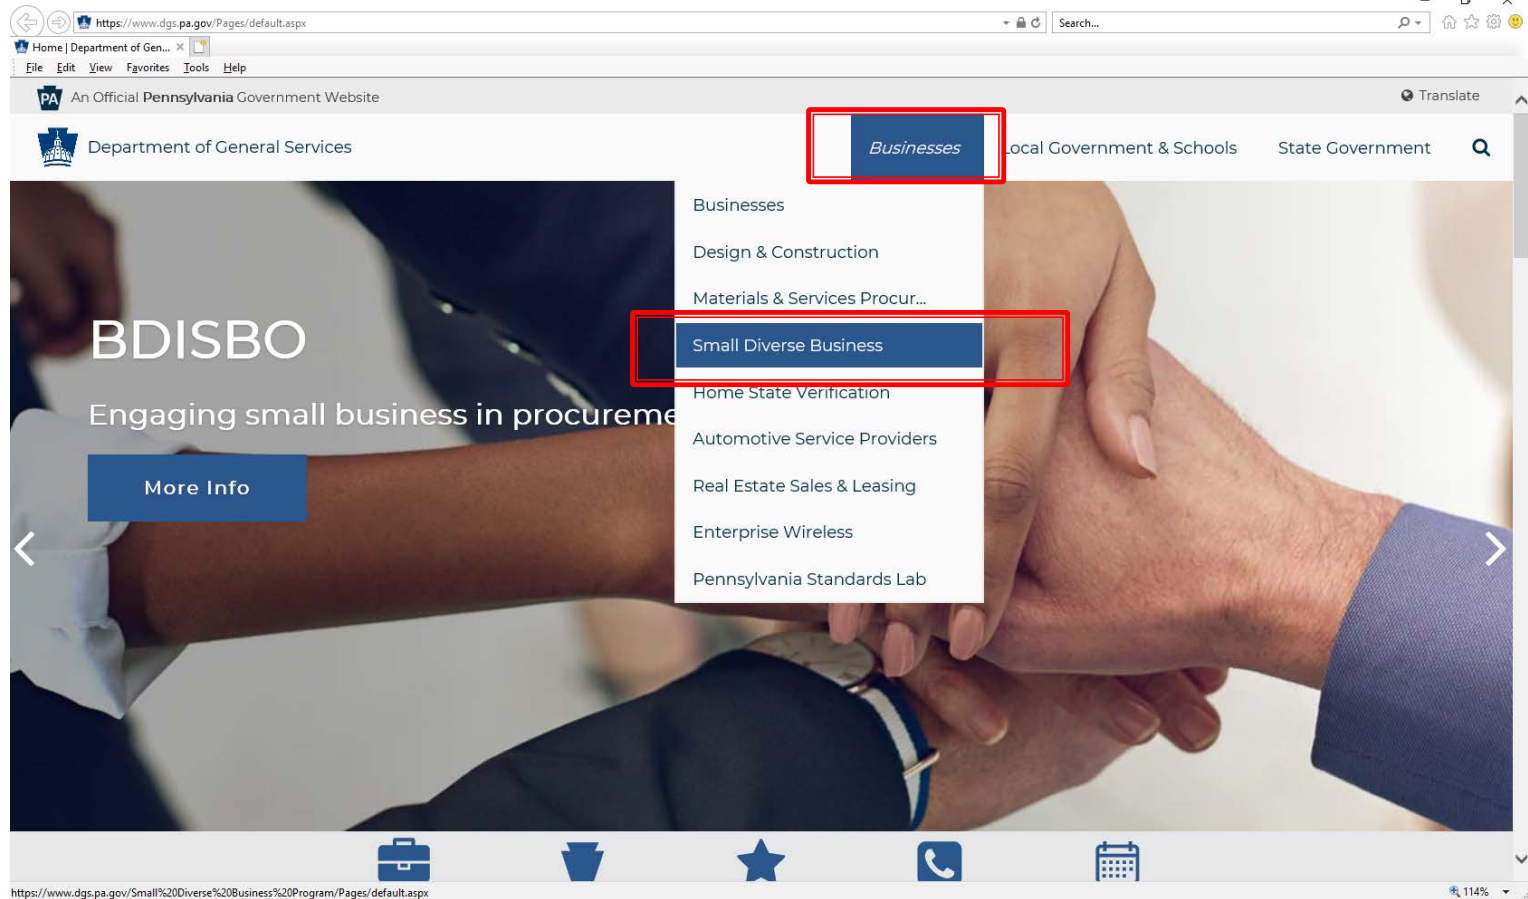 https://www.dgs.pa.gov/Pages/default.aspx
Search...
Home | Department of Gen...
File Edit View Favorites Tools Help
PA An Official Pennsylvania Government Website
Translate
Department of General Services
Businesses
Local Government & Schools
State Government
Businesses
Design & Construction
Materials & Services Procur...
Small Diverse Business
Home State Verification
Automotive Service Providers
Real Estate Sales & Leasing
Enterprise Wireless
Pennsylvania Standards Lab
BDISBO
Engaging small business in procureme
More Info
https://www.dgs.pa.gov/Small%20Diverse%20Business%20Program/Pages/default.aspx
114%